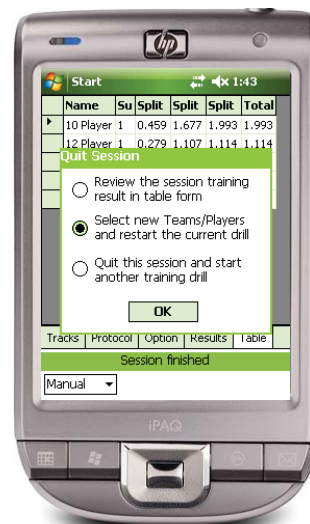 hp
Start 1:43
Name Su Split Split Split Total
10 Player 1 0.459 1.677 1.993 1.993
12 Player 1 0.279 1.107 1.114 1.114
Quit Session
Review the session training
result in table form
Select new Teams/Players
and restart the current drill
Quit this session and start
another training drill
OK
Tracks Protocol Option Results Table
Session finished
Manual
iPAQ